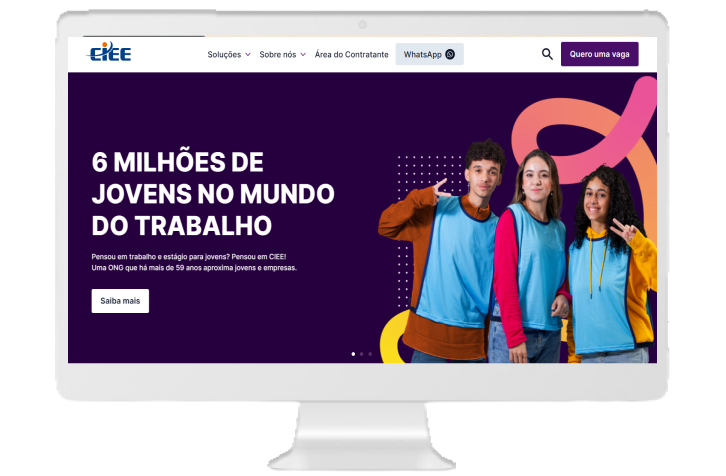 CIEE
Soluções Sobre nós Área do Contratante WhatsApp Quero uma vaga
6 MILHÕES DE
JOVENS NO MUNDO
DO TRABALHO
Pensou em trabalho e estágio para jovens? Pensou em CIEE!
Uma ONG que há mais de 59 anos aproxima jovens e empresas.
Saiba mais